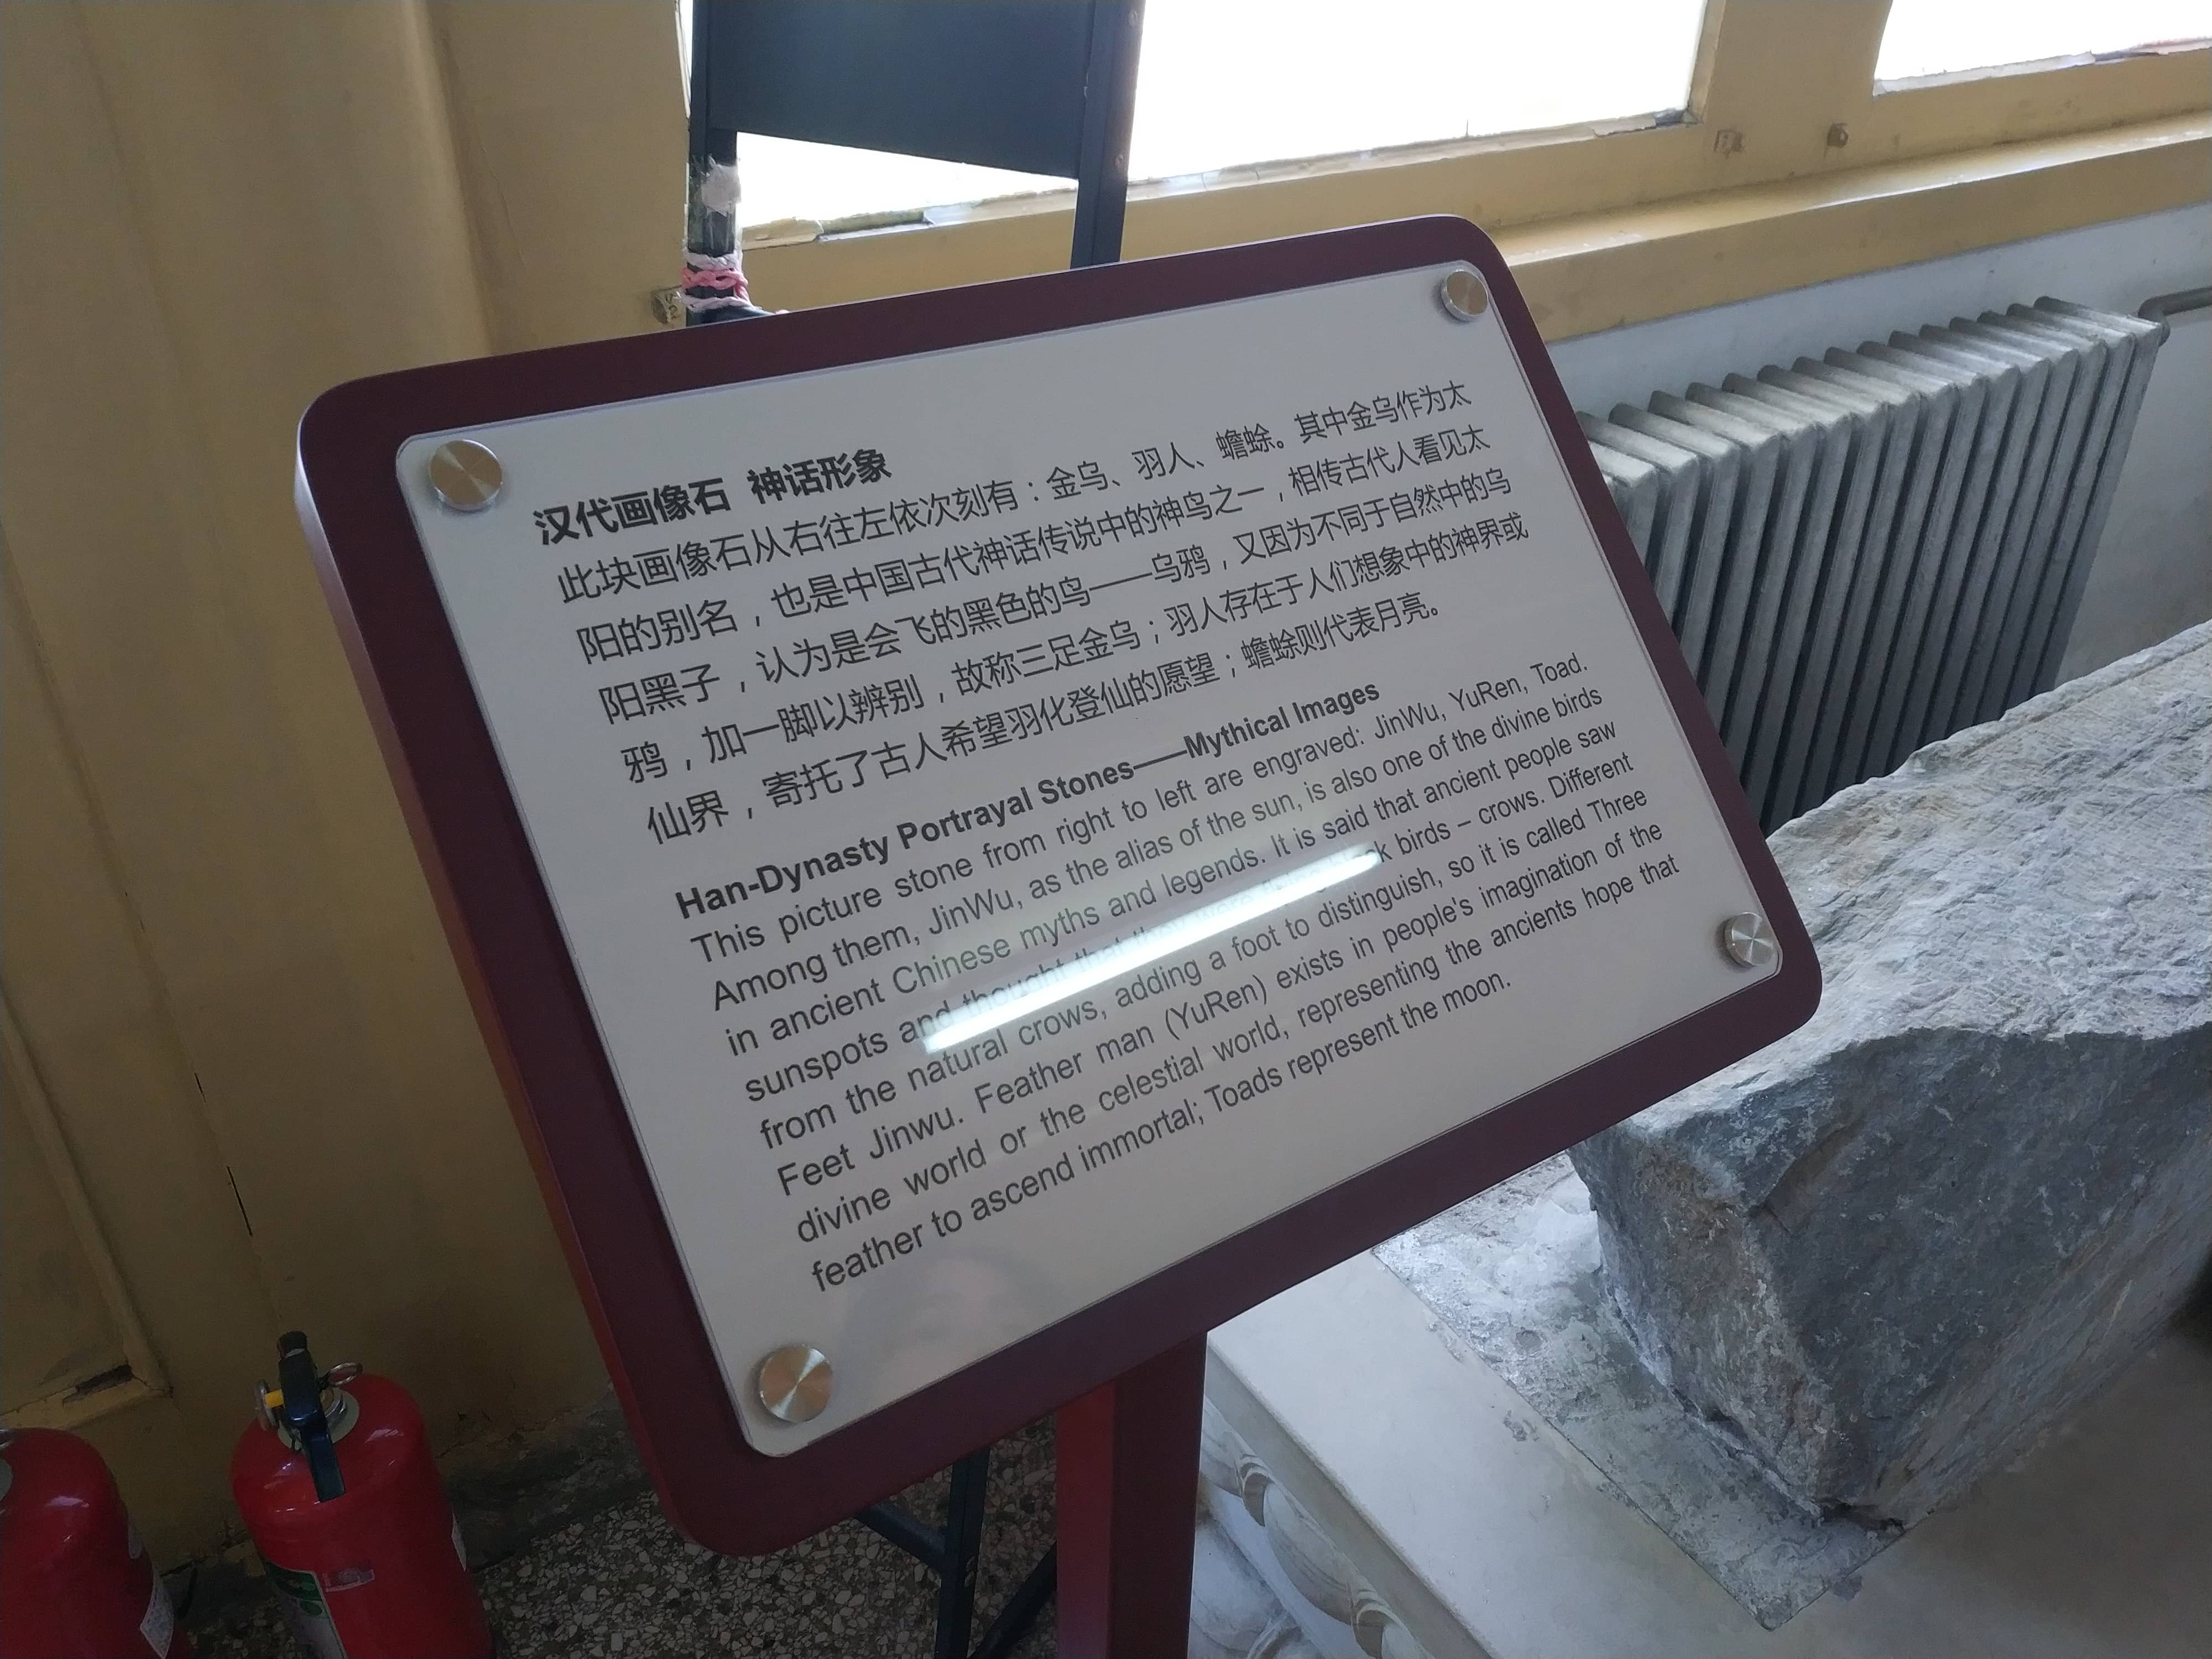 汉代画像石 神话形象
此块画像石从右往左依次刻有：金乌、羽人、蟾蜍。其中金乌作为太
阳的别名，也是中国古代神话传说中的神鸟之一，相传古代人看见太
阳黑子，认为是会飞的黑色的鸟——乌鸦，又因为不同于自然中的乌
鸦，加一脚以辨别，故称三足金乌；羽人存在于人们想象中的神界或
仙界，寄托了古人希望羽化登仙的愿望；蟾蜍则代表月亮。
Han-Dynasty Portrayal Stones——Mythical Images
This picture stone from right to left are engraved: JinWu, YuRen, Toad.
Among them, JinWu, as the alias of the sun, is also one of the divine birds
in ancient Chinese myths and legends. It is said that ancient people saw
sunspots and thought that they were birds – crows. Different
from the natural crows, adding a foot to distinguish, so it is called Three
Feet Jinwu. Feather man (YuRen) exists in people's imagination of the
divine world or the celestial world, representing the ancients hope that
feather to ascend immortal; Toads represent the moon.